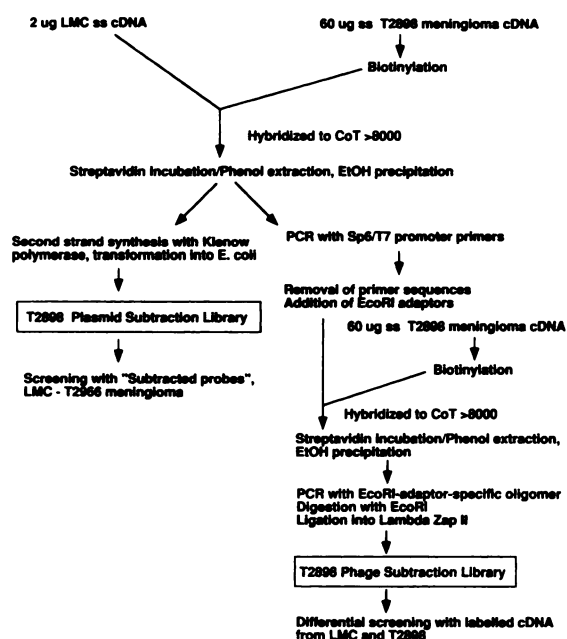 2 ug LMC ss cDNA
60 ug ss T2898 meningioma cDNA
Biotinylation
Hybridized to CoT >8000
Streptavidin Incubation/Phenol extraction, EtOH precipitation
Second strand synthesis with Klenow
polymerase, transformation into E. coli
T2898 Plasmid Subtraction Library
Screening with "Subtracted probes",
LMC - T2966 meningioma
PCR with Sp6/T7 promoter primers
Removal of primer sequences
Addition of EcoRI adaptors
60 ug ss T2898 meningioma cDNA
Biotinylation
Hybridized to CoT >8000
Streptavidin Incubation/Phenol extraction,
EtOH precipitation
PCR with EcoRI-adaptor-specific oligomer
Digestion with EcoRI
Ligation into Lambda Zap II
T2898 Phage Subtraction Library
Differential screening with labelled cDNA
from LMC and T2898